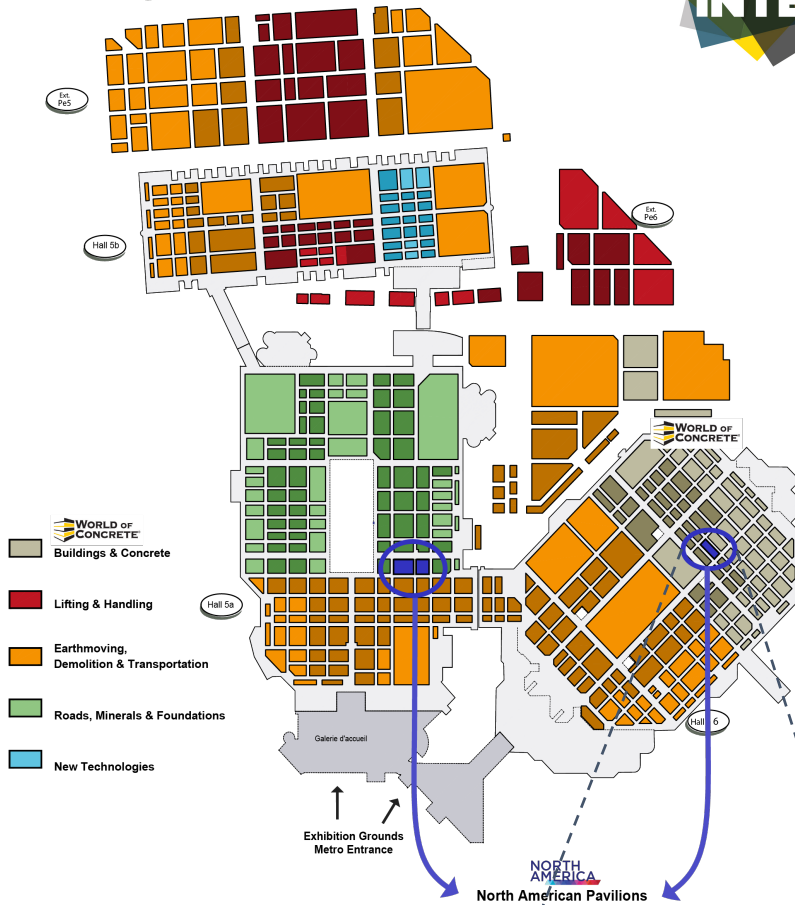 INTE
Ext.
Pe5
Ext.
Pe6
Hall 5b
WORLD OF
CONCRETE
WORLD OF
CONCRETE
Buildings & Concrete
Lifting & Handling
Hall 5a
Earthmoving,
Demolition & Transportation
Roads, Minerals & Foundations
Hall 6
Galerie d'accueil
New Technologies
Exhibition Grounds
Metro Entrance
NORTH
AMERICA
North American Pavilions